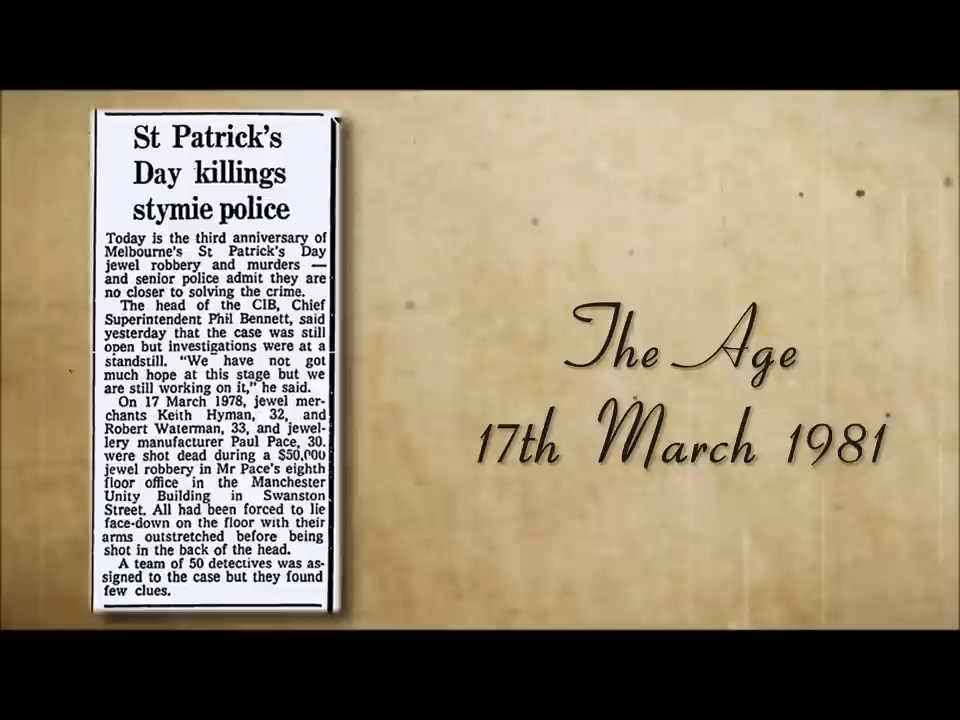 St Patrick's
Day killings
stymie police
Today is the third anniversary of
Melbourne's St Patrick's Day
jewel robbery and murders —
and senior police admit they are
no closer to solving the crime.
The head of the CIB, Chief
Superintendent Phil Bennett, said
yesterday that the case was still
open but investigations were at a
standstill. "We have not got
much hope at this stage but we
are still working on it," he said.
On 17 March 1978, jewel mer-
chants Keith Hyman, 32, and
Robert Waterman, 33, and jewel-
lery manufacturer Paul Pace, 30.
were shot dead during a $50,000
jewel robbery in Mr Pace's eighth
floor office in the Manchester
Unity Building in Swanston
Street. All had been forced to lie
face-down on the floor with their
arms outstretched before being
shot in the back of the head.
A team of 50 detectives was as-
signed to the case but they found
few clues.
The Age
17th March 1981